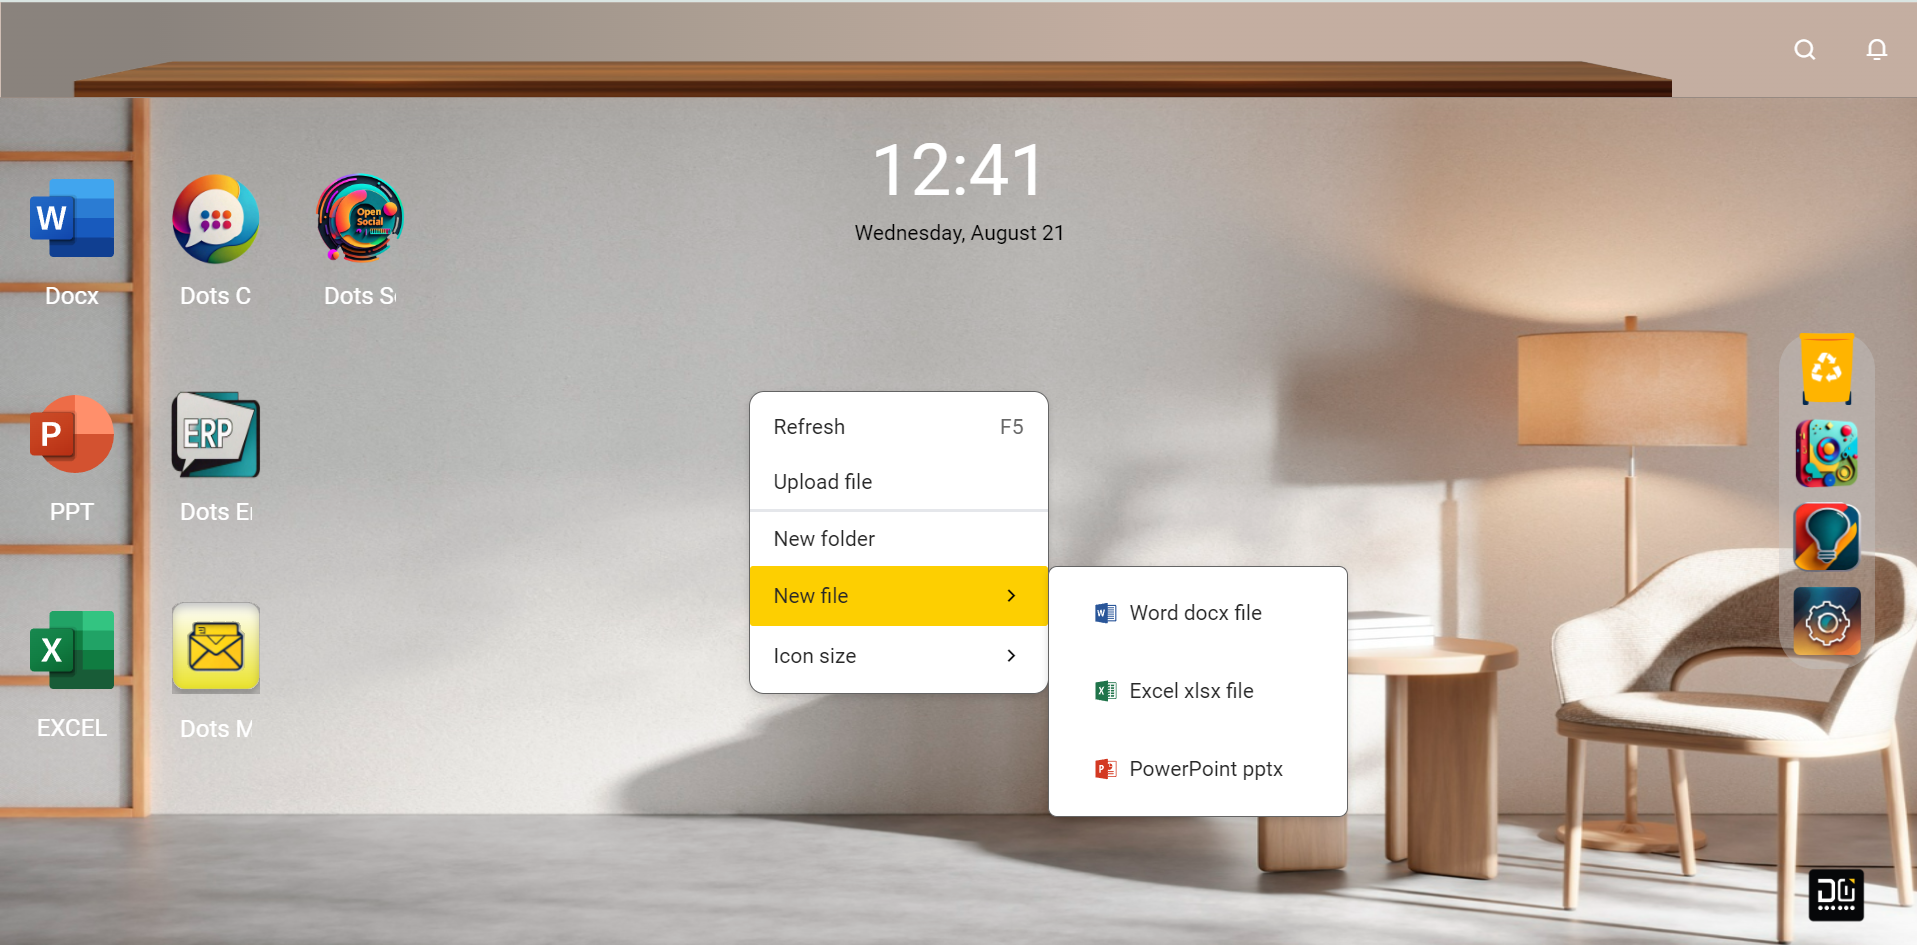 12:41
Wednesday, August 21
W
Docx
Dots C
Open
Social
Dots S
P
PPT
ERP
Dots E
X
EXCEL
Dots M
Refresh F5
Upload file
New folder
New file
Icon size
Word docx file
Excel xlsx file
PowerPoint pptx